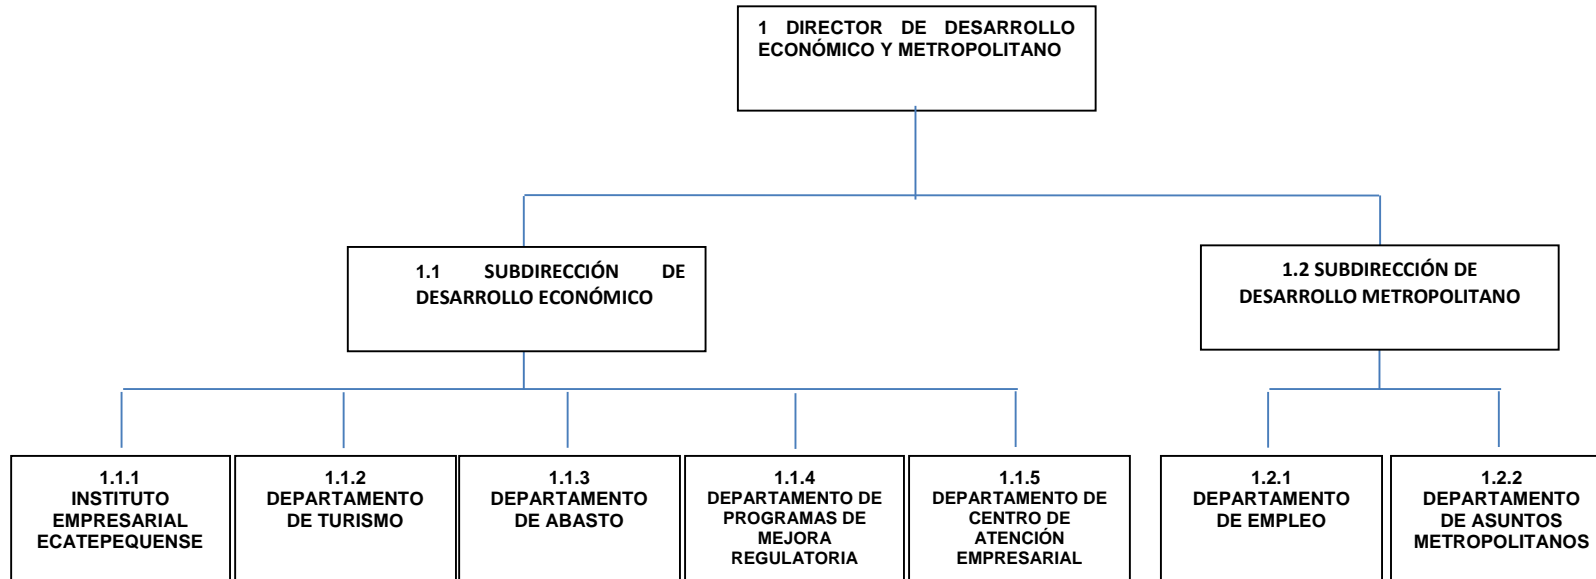 1 DIRECTOR DE DESARROLLO
ECONÓMICO Y METROPOLITANO
1.1 SUBDIRECCIÓN DE
DESARROLLO ECONÓMICO
1.2 SUBDIRECCIÓN DE
DESARROLLO METROPOLITANO
1.1.1
INSTITUTO
EMPRESARIAL
ECATEPEQUENSE
1.1.2
DEPARTAMENTO
DE TURISMO
1.1.3
DEPARTAMENTO
DE ABASTO
1.1.4
DEPARTAMENTO DE
PROGRAMAS DE
MEJORA
REGULATORIA
1.1.5
DEPARTAMENTO DE
CENTRO DE
ATENCIÓN
EMPRESARIAL
1.2.1
DEPARTAMENTO
DE EMPLEO
1.2.2
DEPARTAMENTO
DE ASUNTOS
METROPOLITANOS